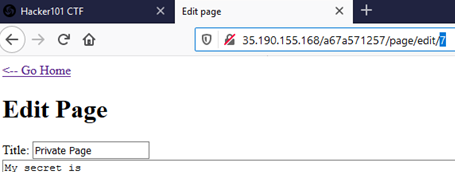 Hacker101 CTF
Edit page
35.190.155.168/a67a571257/page/edit/7
<-- Go Home
Edit Page
Title: Private Page
My secret is